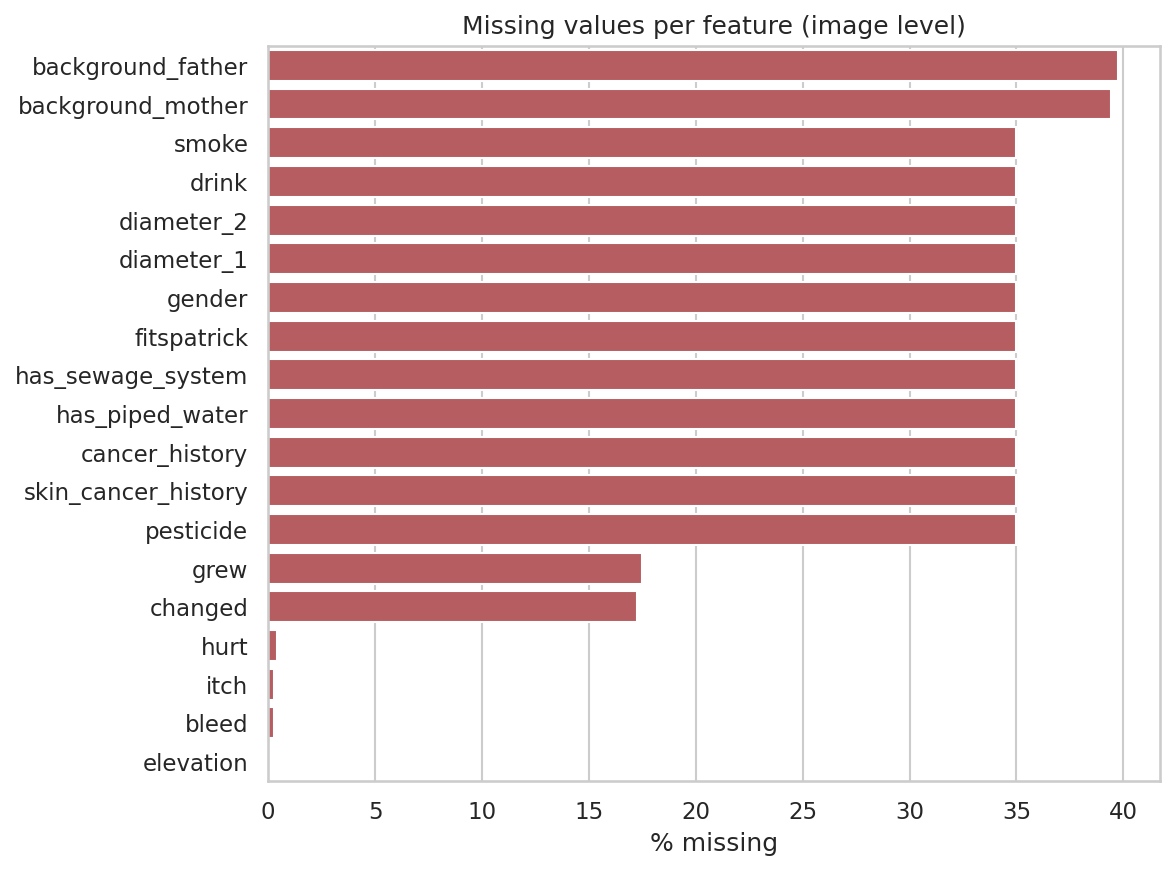 Missing values per feature (image level)
background_father
background_mother
smoke
drink
diameter_2
diameter_1
gender
fitspatrick
has_sewage_system
has_piped_water
cancer_history
skin_cancer_history
pesticide
grew
changed
hurt
itch
bleed
elevation
0 5 10 15 20 25 30 35 40
% missing